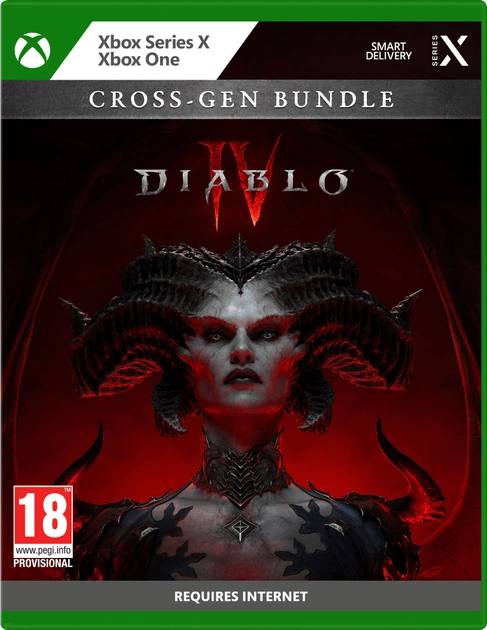 Xbox Series X
Xbox One
SMART
DELIVERY
SERIES
X
CROSS-GEN BUNDLE
DIABLO
IV
18
www.pegi.info
PROVISIONAL
REQUIRES INTERNET